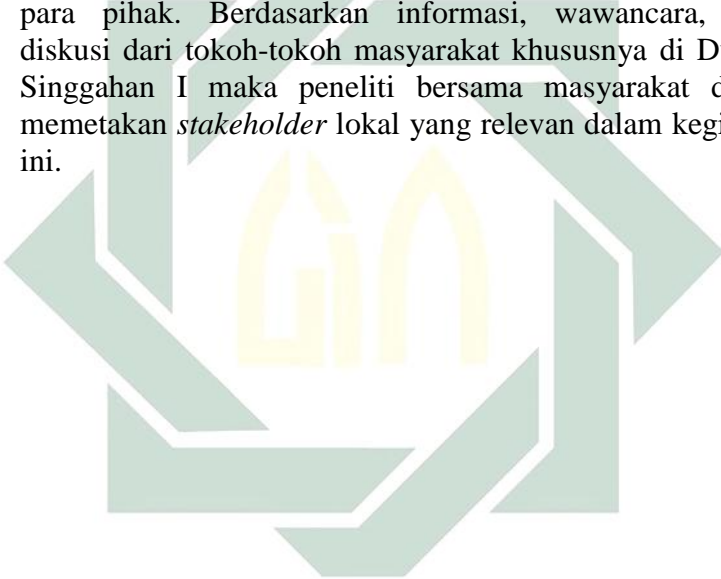 para pihak. Berdasarkan informasi, wawancara,
diskusi dari tokoh-tokoh masyarakat khususnya di D
Singgahan I maka peneliti bersama masyarakat d
memetakan stakeholder lokal yang relevan dalam kegi
ini.